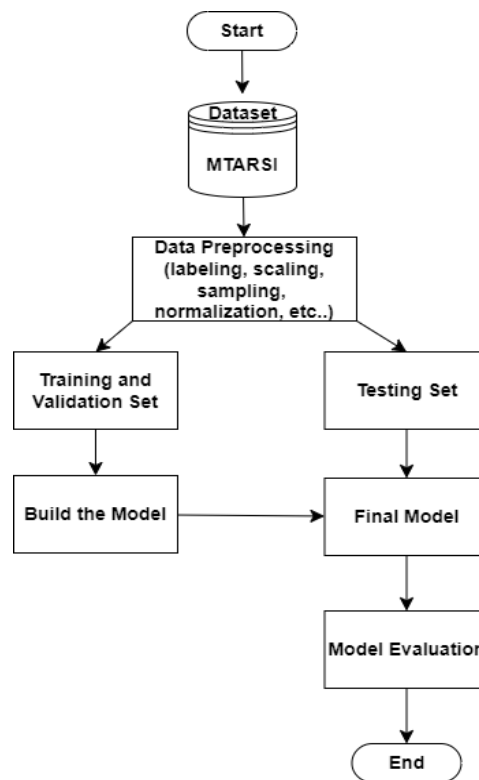 Start
Dataset
MTARSI
Data Preprocessing
(labeling, scaling,
sampling,
normalization, etc..)
Training and
Validation Set
Testing Set
Build the Model
Final Model
Model Evaluation
End